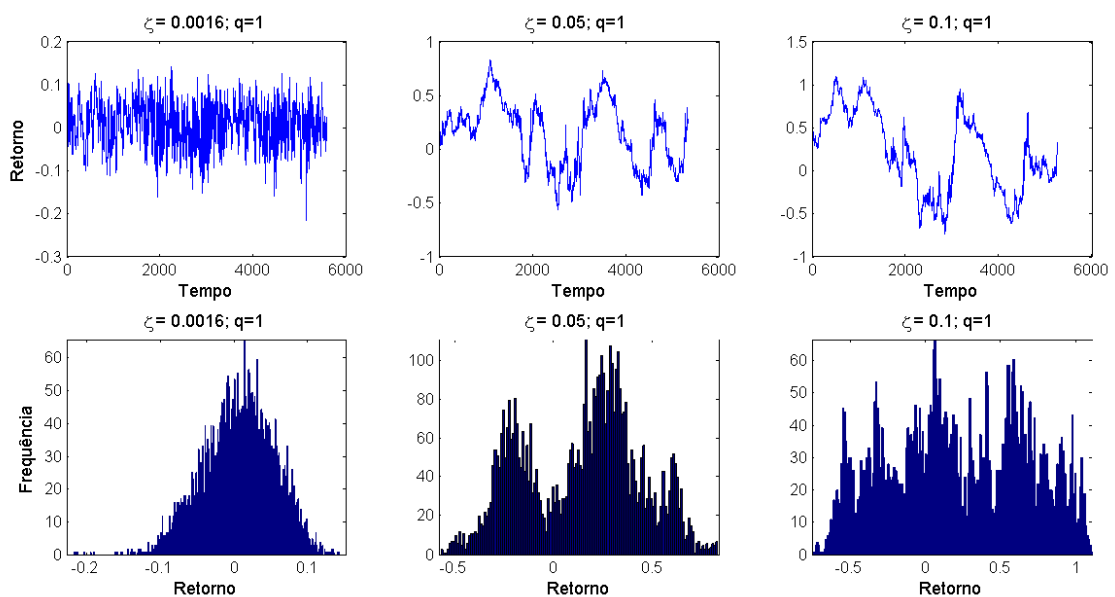 ζ = 0.0016; q=1
ζ = 0.05; q=1
ζ = 0.1; q=1
0.2
0.1
0
-0.1
-0.2
-0.3
Retorno
0 2000 4000 6000
Tempo
1
0.5
0
-0.5
-1
0 2000 4000 6000
Tempo
1.5
1
0.5
0
-0.5
-1
0 2000 4000 6000
Tempo
ζ = 0.0016; q=1
ζ = 0.05; q=1
ζ = 0.1; q=1
60
50
40
30
20
10
0
Frequência
-0.2 -0.1 0 0.1
Retorno
100
80
60
40
20
0
-0.5 0 0.5
Retorno
60
50
40
30
20
10
0
-0.5 0 0.5 1
Retorno